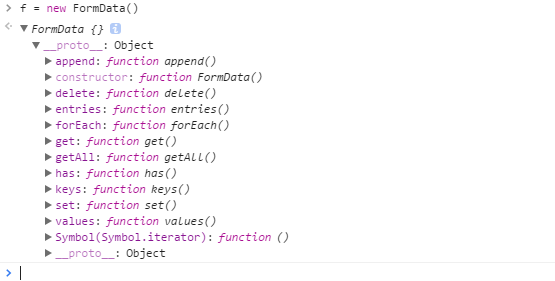 > f = new FormData()
<· ▼ FormData {} i
▼ __proto__: Object
▶ append: function append()
▶ constructor: function FormData()
▶ delete: function delete()
▶ entries: function entries()
▶ forEach: function forEach()
▶ get: function get()
▶ getAll: function getAll()
▶ has: function has()
▶ keys: function keys()
▶ set: function set()
▶ values: function values()
▶ Symbol(Symbol.iterator): function ()
▶ __proto__: Object
>